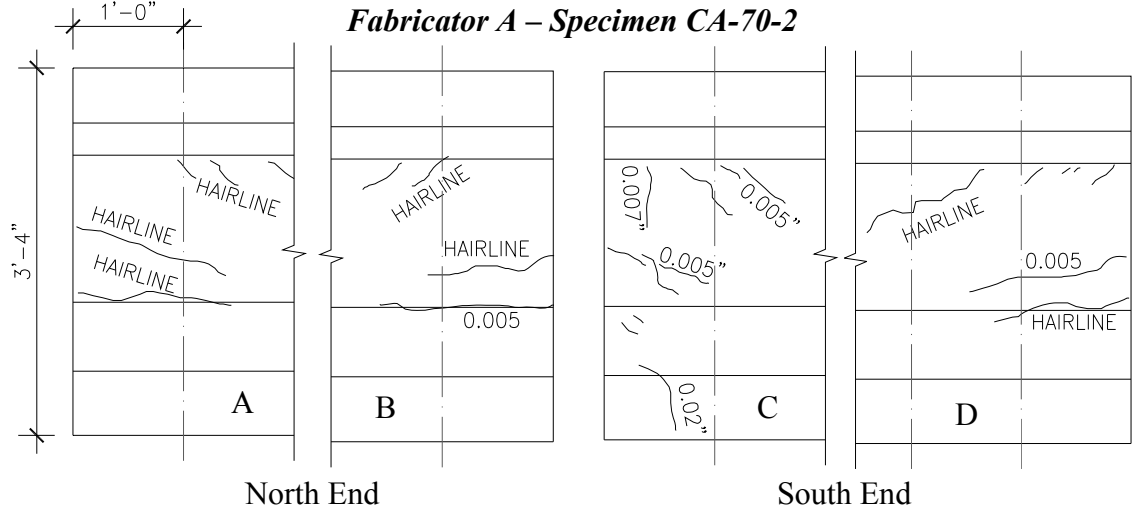 Fabricator A – Specimen CA-70-2
1'-0"
3'-4"
HAIRLINE
HAIRLINE
HAIRLINE
A
HAIRLINE
HAIRLINE
0.005
B
0.007"
0.005"
0.005"
0.02"
C
HAIRLINE
0.005
HAIRLINE
D
North End
South End